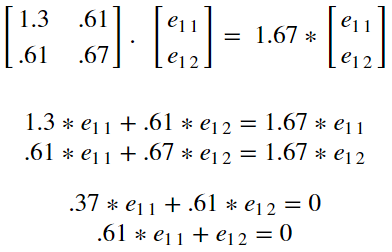 [1.3 .61
.61 .67] . [e11
e12] = 1.67 * [e11
e12]
1.3 * e11 + .61 * e12 = 1.67 * e11
.61 * e11 + .67 * e12 = 1.67 * e12
.37 * e11 + .61 * e12 = 0
.61 * e11 + e12 = 0